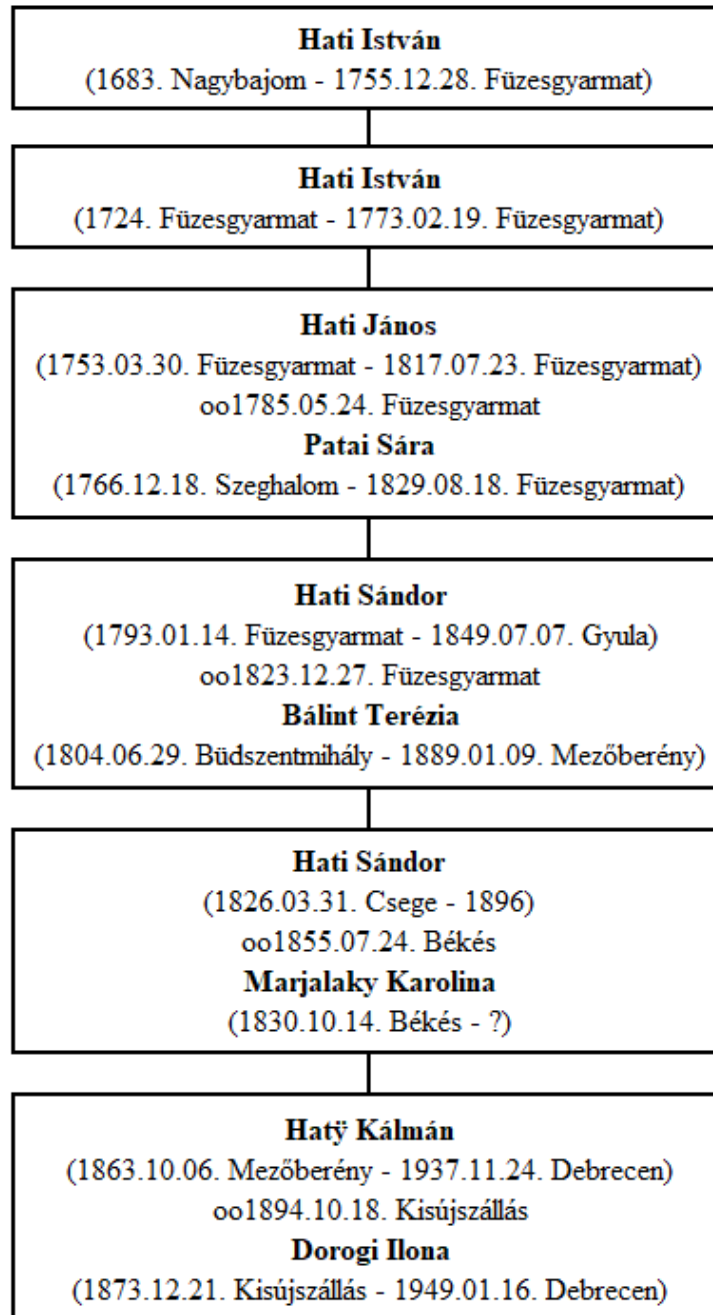 Hati István
(1683. Nagybajom - 1755.12.28. Füzesgyarmat)
Hati István
(1724. Füzesgyarmat - 1773.02.19. Füzesgyarmat)
Hati János
(1753.03.30. Füzesgyarmat - 1817.07.23. Füzesgyarmat)
oo1785.05.24. Füzesgyarmat
Patai Sára
(1766.12.18. Szeghalom - 1829.08.18. Füzesgyarmat)
Hati Sándor
(1793.01.14. Füzesgyarmat - 1849.07.07. Gyula)
oo1823.12.27. Füzesgyarmat
Bálint Terézia
(1804.06.29. Büdszentmihály - 1889.01.09. Mezőberény)
Hati Sándor
(1826.03.31. Csege - 1896)
oo1855.07.24. Békés
Marjalaky Karolina
(1830.10.14. Békés - ?)
Hatÿ Kálmán
(1863.10.06. Mezőberény - 1937.11.24. Debrecen)
oo1894.10.18. Kisújszállás
Dorogi Ilona
(1873.12.21. Kisújszállás - 1949.01.16. Debrecen)